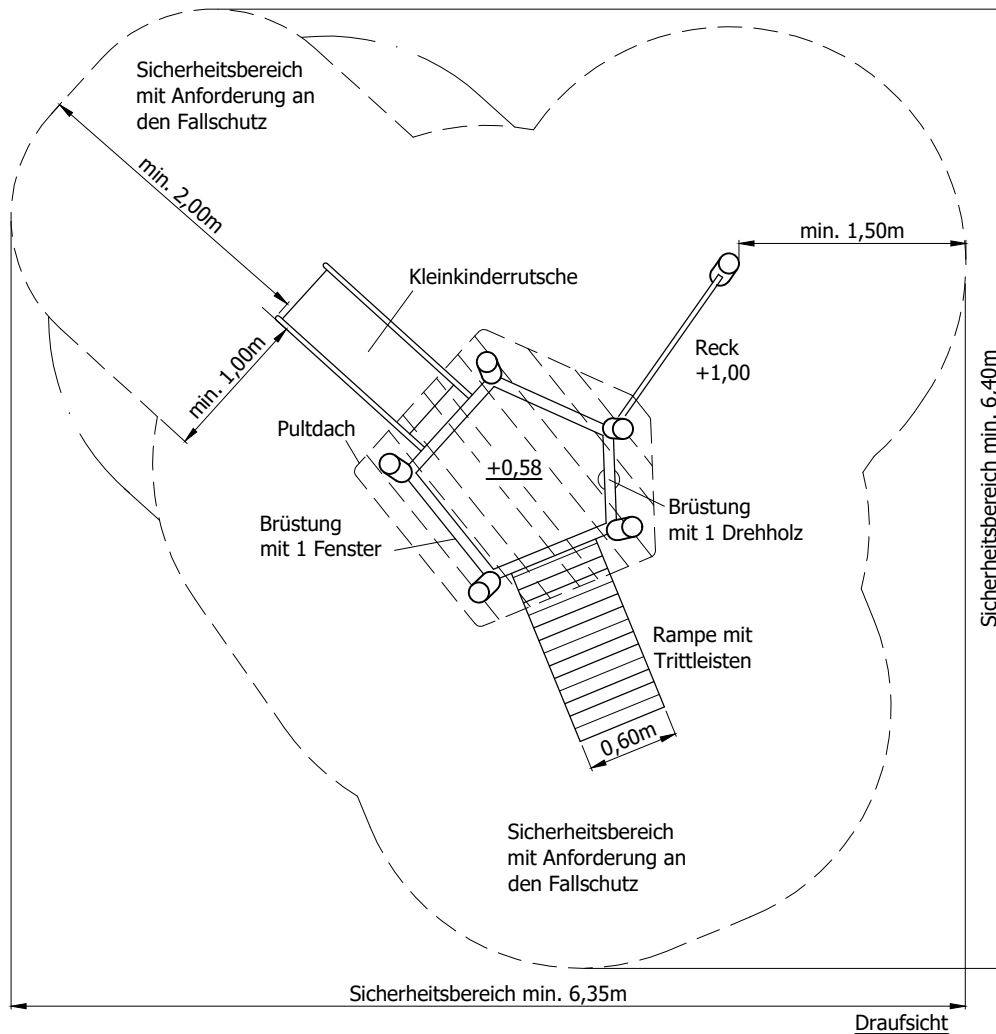 Sicherheitsbereich
mit Anforderung an
den Fallschutz
min. 2,00m
min. 1,50m
Kleinkinderrutsche
Reck
+1,00
min. 1,00m
Sicherheitsbereich min. 6,40m
Pultdach
+0,58
Brüstung
mit 1 Drehholz
Brüstung
mit 1 Fenster
Rampe mit
Trittleisten
0,60m
Sicherheitsbereich
mit Anforderung an
den Fallschutz
Sicherheitsbereich min. 6,35m
Draufsicht